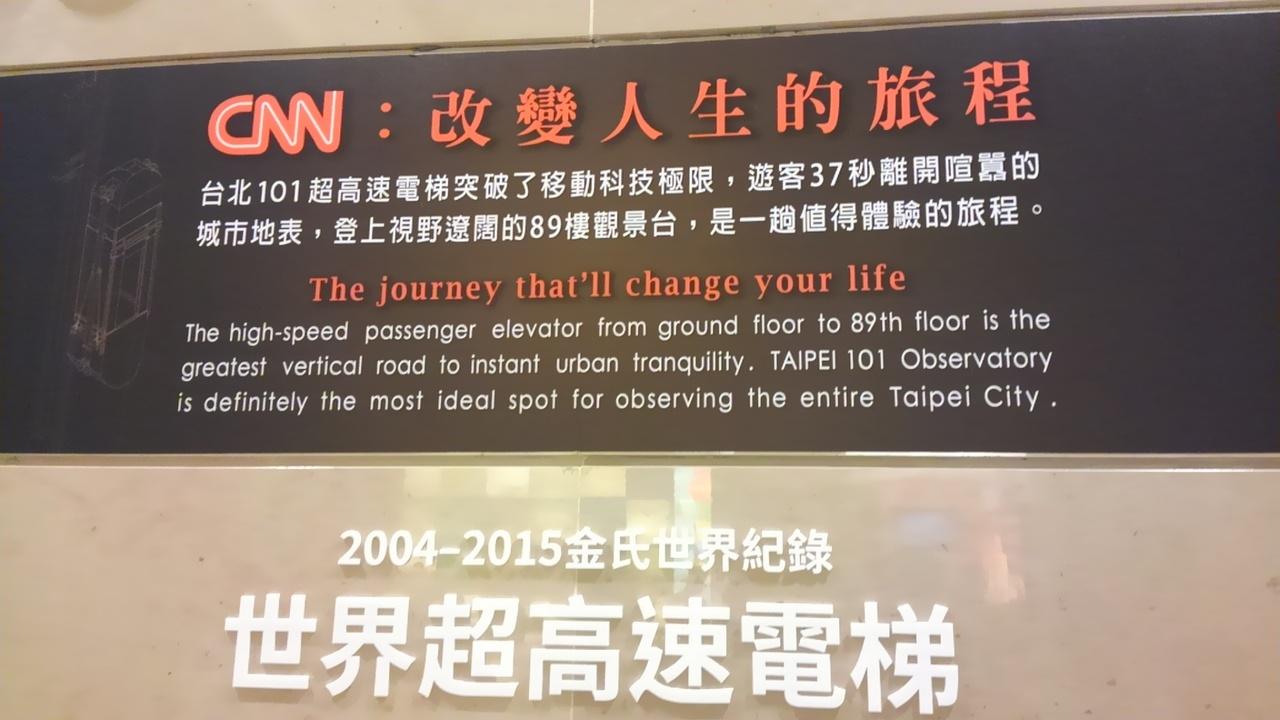 CNN：改變人生的旅程
台北101超高速電梯突破了移動科技極限，遊客37秒離開喧囂的
城市地表，登上視野遼闊的89樓觀景台，是一趟值得體驗的旅程。
The journey that'll change your life
The high-speed passenger elevator from ground floor to 89th floor is the
greatest vertical road to instant urban tranquility. TAIPEI 101 Observatory
is definitely the most ideal spot for observing the entire Taipei City .
2004-2015金氏世界紀錄
世界超高速電梯